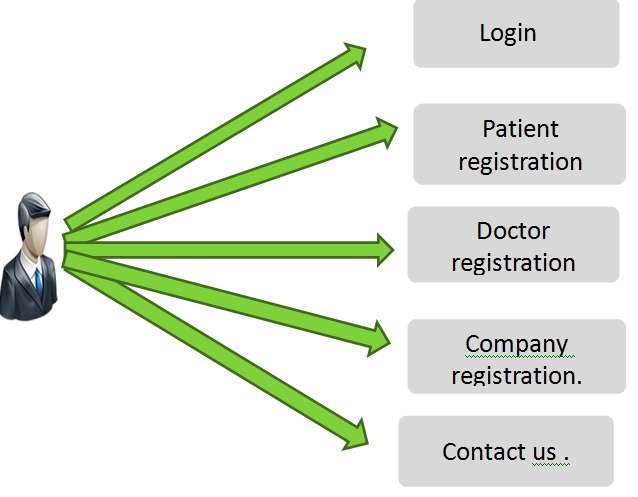 Login
Patient
registration
Doctor
registration
Company
registration.
Contact us .